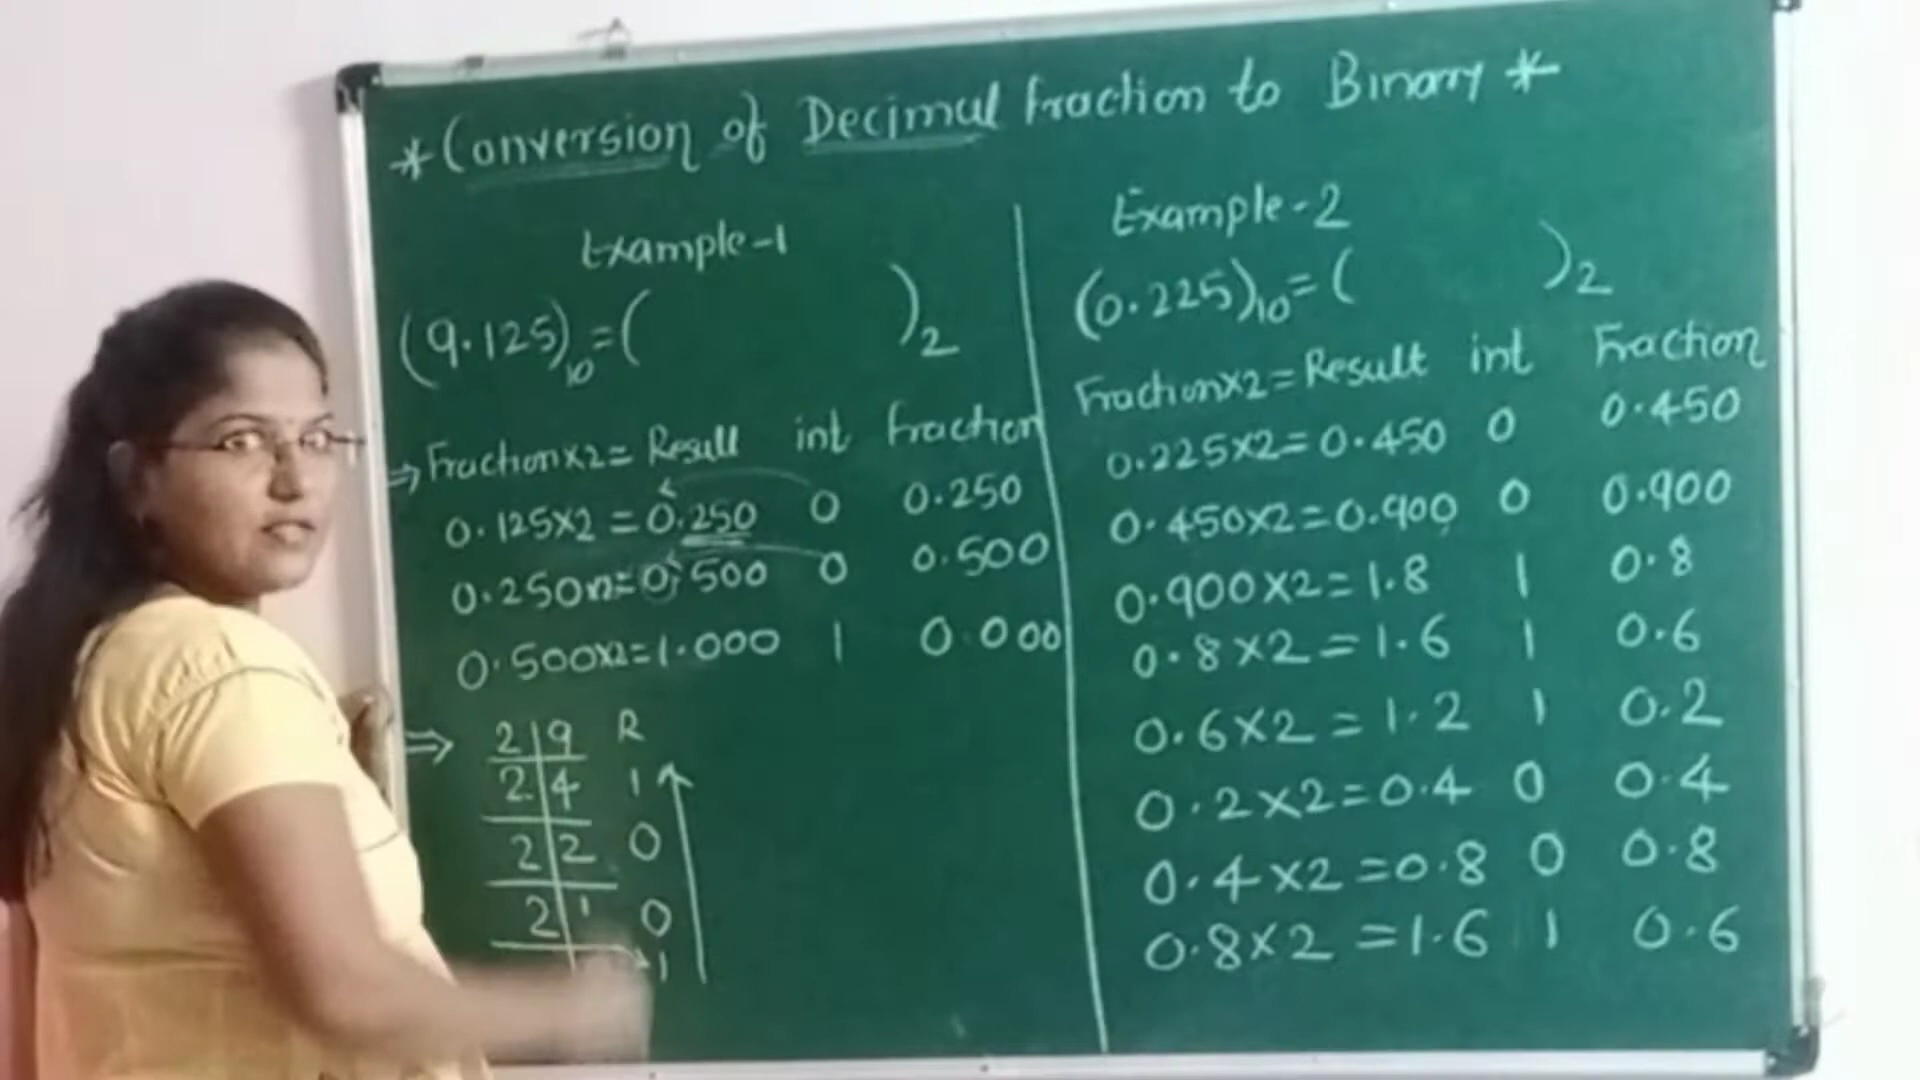 *Conversion of Decimal fraction to Binary *
Example-1
(9.125)10=( )2
⇒ Fraction×2= Result int fraction
0.125×2 = 0.250 0 0.250
0.250×2=0.500 0 0.500
0.500×2=1.000 1 0.000
⇒ 2 9 R
2 4 1
2 2 0
2 1 0
1
Example-2
(0.225)10=( )2
Fraction×2=Result int Fraction
0.225×2=0.450 0 0.450
0.450×2=0.900 0 0.900
0.900×2=1.8 1 0.8
0.8×2=1.6 1 0.6
0.6×2=1.2 1 0.2
0.2×2=0.4 0 0.4
0.4×2=0.8 0 0.8
0.8×2=1.6 1 0.6